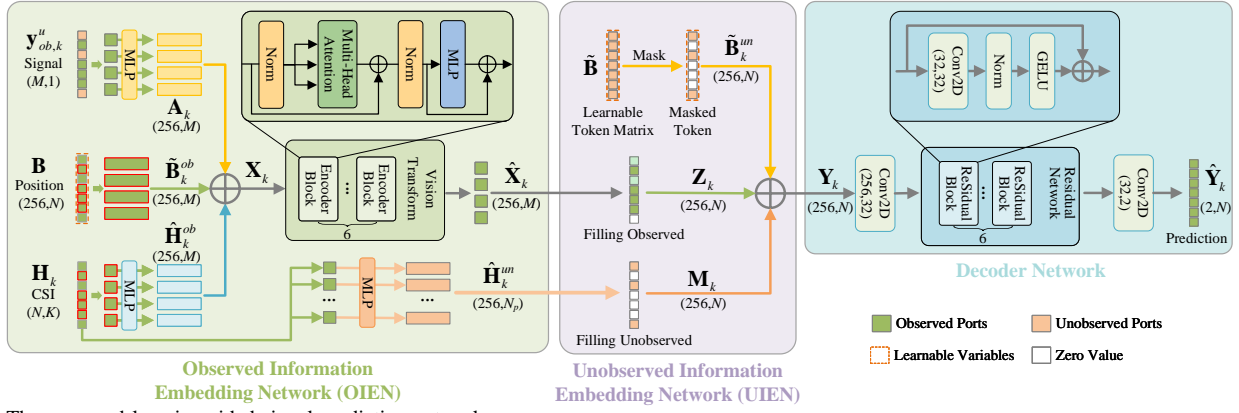 y^u_{ob,k}
Signal
(M,1)
MLP
A_k
(256,M)
B
Position
(256,N)
B̃^{ob}_k
(256,M)
Ĥ^{ob}_k
(256,M)
H_k
CSI
(N,K)
MLP
X_k
Norm
Multi-Head
Attention
Norm
MLP
Encoder
Block
...
Encoder
Block
6
Vision
Transform
X̂_k
(256,M)
...
MLP
...
Ĥ^{un}_k
(256,N_p)
Observed Information
Embedding Network (OIEN)
B̃
Mask
B̃^{un}_k
(256,N)
Learnable
Token Matrix
Masked
Token
Z_k
(256,N)
Filling Observed
M_k
(256,N)
Filling Unobserved
Unobserved Information
Embedding Network (UIEN)
Y_k
(256,N)
Conv2D
(256,32)
Conv2D
(32,32)
Norm
GELU
ReSidual
Block
...
ReSidual
Block
6
Residual
Network
Conv2D
(32,2)
Ŷ_k
(2,N)
Prediction
Decoder Network
Observed Ports
Unobserved Ports
Learnable Variables
Zero Value